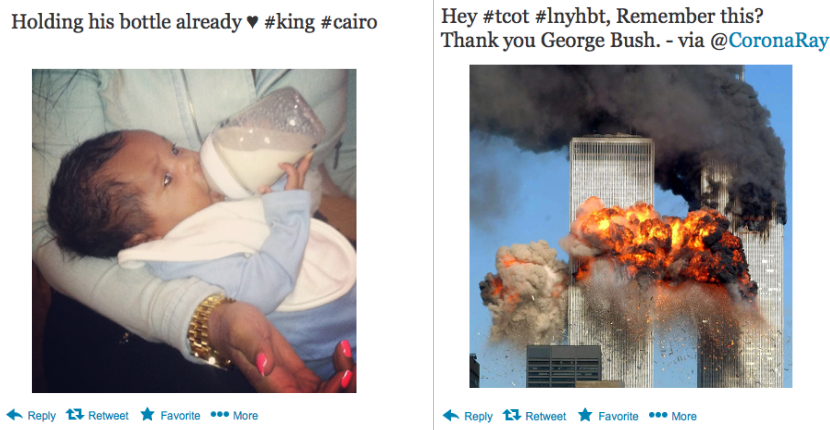 Holding his bottle already ♥ #king #cairo
Reply Retweet Favorite More
Hey #tcot #lnyhbt, Remember this?
Thank you George Bush. - via @CoronaRay
Reply Retweet Favorite More